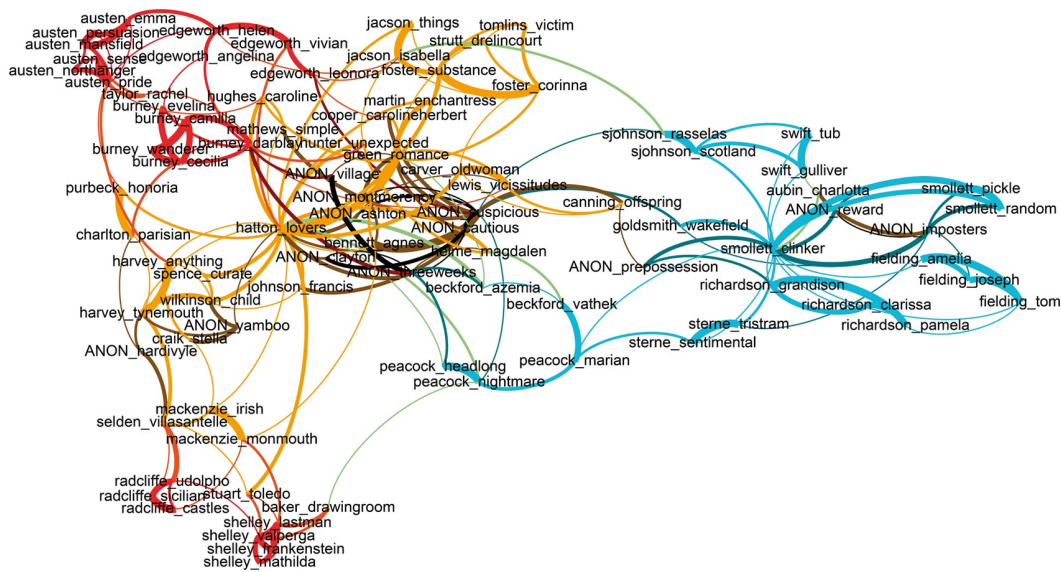 austen_emma
austen_persuasion
austen_mansfield
austen_sense
austen_northanger
austen_pride
edgeworth_helen
edgeworth_vivian
edgeworth_angelina
edgeworth_leonora
taylor_rachel
burney_evelina
burney_camilla
burney_wanderer
burney_cecilia
burney_darblay
hughes_caroline
mathews_simple
hunter_unexpected
jacson_things
jacson_isabella
tomlins_victim
strutt_drelincourt
foster_substance
foster_corinna
martin_enchantress
cooper_carolineherbert
green_romance
carver_oldwoman
lewis_vicissitudes
ANON_village
ANON_montmorency
ANON_ashton
ANON_suspicious
ANON_cautious
hatton_lovers
bennett_agnes
helme_magdalen
ANON_clayton
ANON_threeweeks
johnson_francis
beckford_azemia
beckford_vathek
purbeck_honoria
charlton_parisian
harvey_anything
spence_curate
wilkinson_child
harvey_tynemouth
ANON_yamboo
craik_stella
ANON_hardivyle
canning_offspring
goldsmith_wakefield
ANON_prepossession
sjohnson_rasselas
sjohnson_scotland
swift_tub
swift_gulliver
aubin_charlotta
ANON_reward
smollett_pickle
smollett_random
ANON_imposters
smollett_clinker
fielding_amelia
fielding_joseph
fielding_tom
richardson_grandison
richardson_clarissa
richardson_pamela
sterne_tristram
sterne_sentimental
peacock_headlong
peacock_nightmare
peacock_marian
mackenzie_irish
selden_villasantelle
mackenzie_monmouth
radcliffe_udolpho
radcliffe_sicilian
radcliffe_castles
stuart_toledo
baker_drawingroom
shelley_lastman
shelley_valperga
shelley_frankenstein
shelley_mathilda